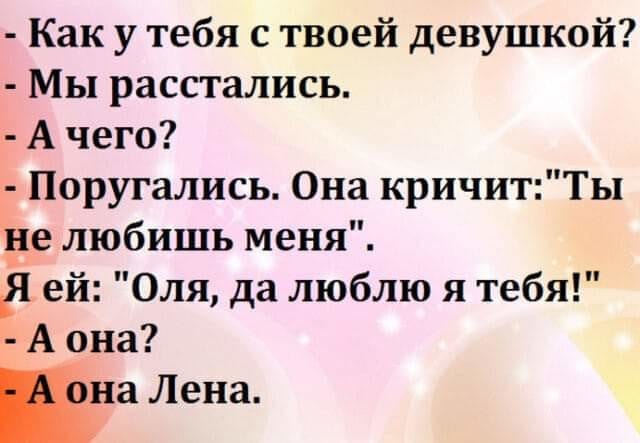 - Как у тебя с твоей девушкой?
- Мы расстались.
- А чего?
- Поругались. Она кричит:"Ты
не любишь меня".
Я ей: "Оля, да люблю я тебя!"
- А она?
- А она Лена.